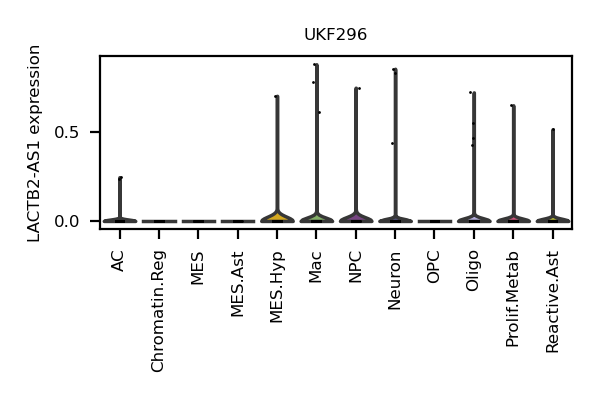 UKF296
LACTB2-AS1 expression
0.5
0.0
AC
Chromatin.Reg
MES
MES.Ast
MES.Hyp
Mac
NPC
Neuron
OPC
Oligo
Prolif.Metab
Reactive.Ast